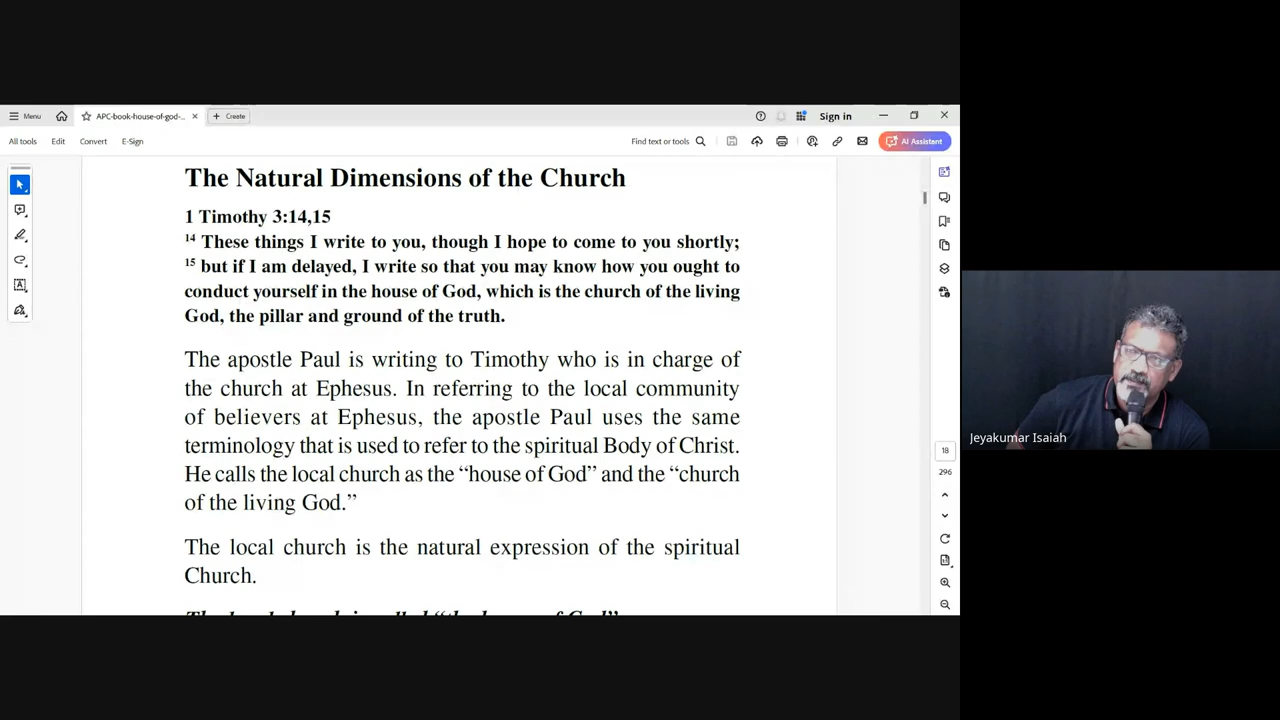 Menu
APC-book-house-of-god-...
Create
Sign in
All tools
Edit
Convert
E-Sign
Find text or tools
AI Assistant
The Natural Dimensions of the Church
1 Timothy 3:14,15
14 These things I write to you, though I hope to come to you shortly;
15 but if I am delayed, I write so that you may know how you ought to
conduct yourself in the house of God, which is the church of the living
God, the pillar and ground of the truth.
The apostle Paul is writing to Timothy who is in charge of
the church at Ephesus. In referring to the local community
of believers at Ephesus, the apostle Paul uses the same
terminology that is used to refer to the spiritual Body of Christ.
He calls the local church as the “house of God” and the “church
of the living God.”
The local church is the natural expression of the spiritual
Church.
18
296
Jeyakumar Isaiah